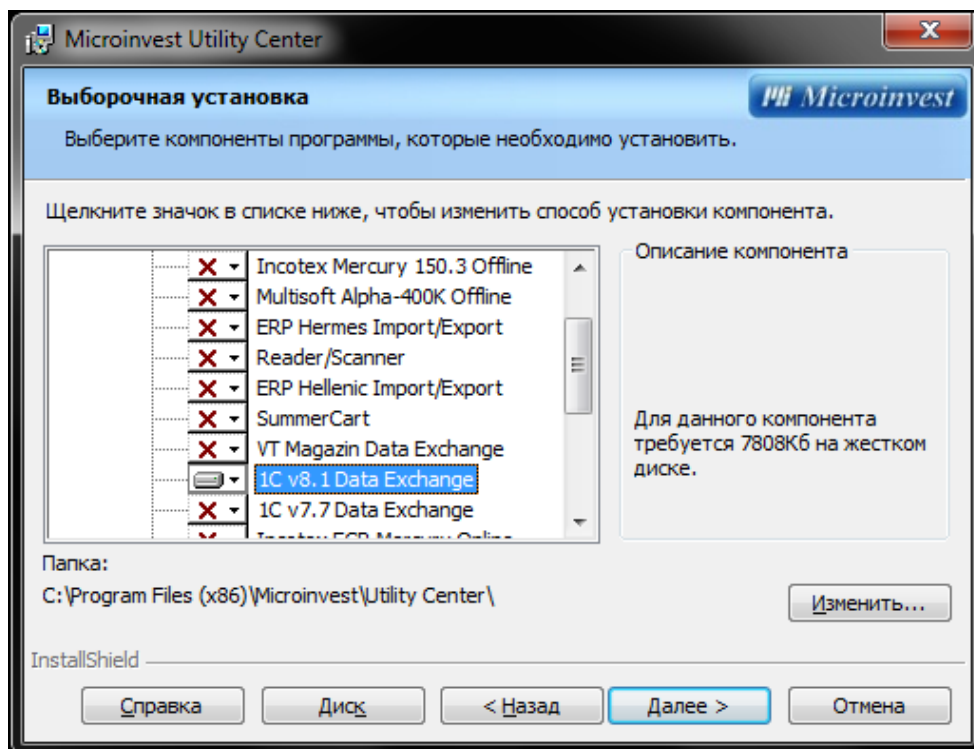 Microinvest Utility Center
Выборочная установка
Microinvest
Выберите компоненты программы, которые необходимо установить.
Щелкните значок в списке ниже, чтобы изменить способ установки компонента.
Incotex Mercury 150.3 Offline
Multisoft Alpha-400K Offline
ERP Hermes Import/Export
Reader/Scanner
ERP Hellenic Import/Export
SummerCart
VT Magazin Data Exchange
1C v8.1 Data Exchange
1C v7.7 Data Exchange
Incotex ECR Mercury Online
Описание компонента
Для данного компонента
требуется 7808Кб на жестком
диске.
Папка:
C:\Program Files (x86)\Microinvest\Utility Center\
Изменить...
InstallShield
Справка
Диск
< Назад
Далее >
Отмена